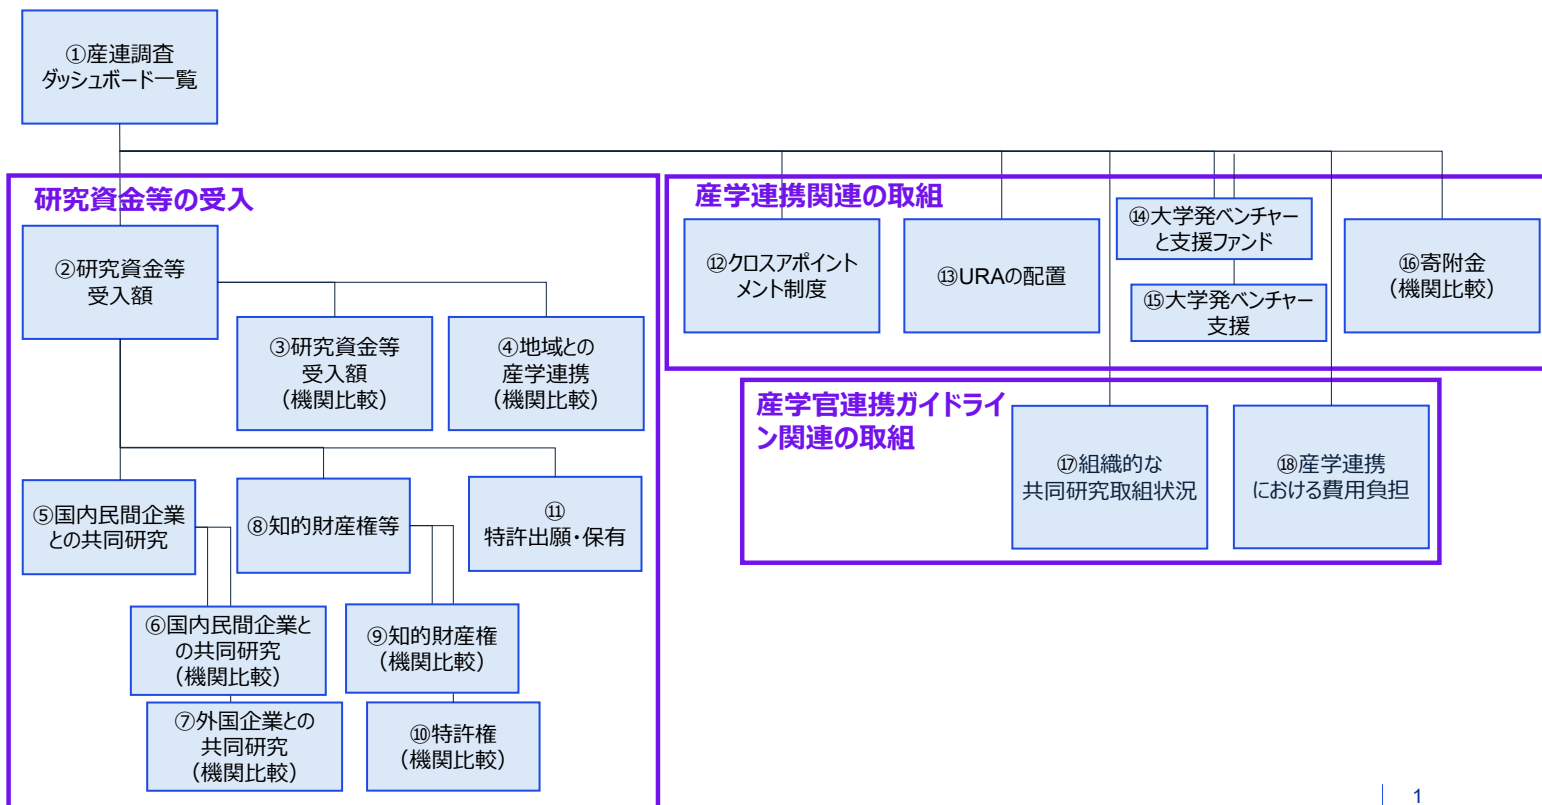 ①産連調査
ダッシュボード一覧
研究資金等の受入
②研究資金等
受入額
③研究資金等
受入額
（機関比較）
④地域との
産学連携
（機関比較）
⑤国内民間企業
との共同研究
⑧知的財産権等
⑪
特許出願・保有
⑥国内民間企業と
の共同研究
（機関比較）
⑨知的財産権
（機関比較）
⑦外国企業との
共同研究
（機関比較）
⑩特許権
（機関比較）
産学連携関連の取組
⑫クロスアポイント
メント制度
⑬URAの配置
⑭大学発ベンチャー
と支援ファンド
⑮大学発ベンチャー
支援
⑯寄附金
（機関比較）
産学官連携ガイドライ
ン関連の取組
⑰組織的な
共同研究取組状況
⑱産学連携
における費用負担
1